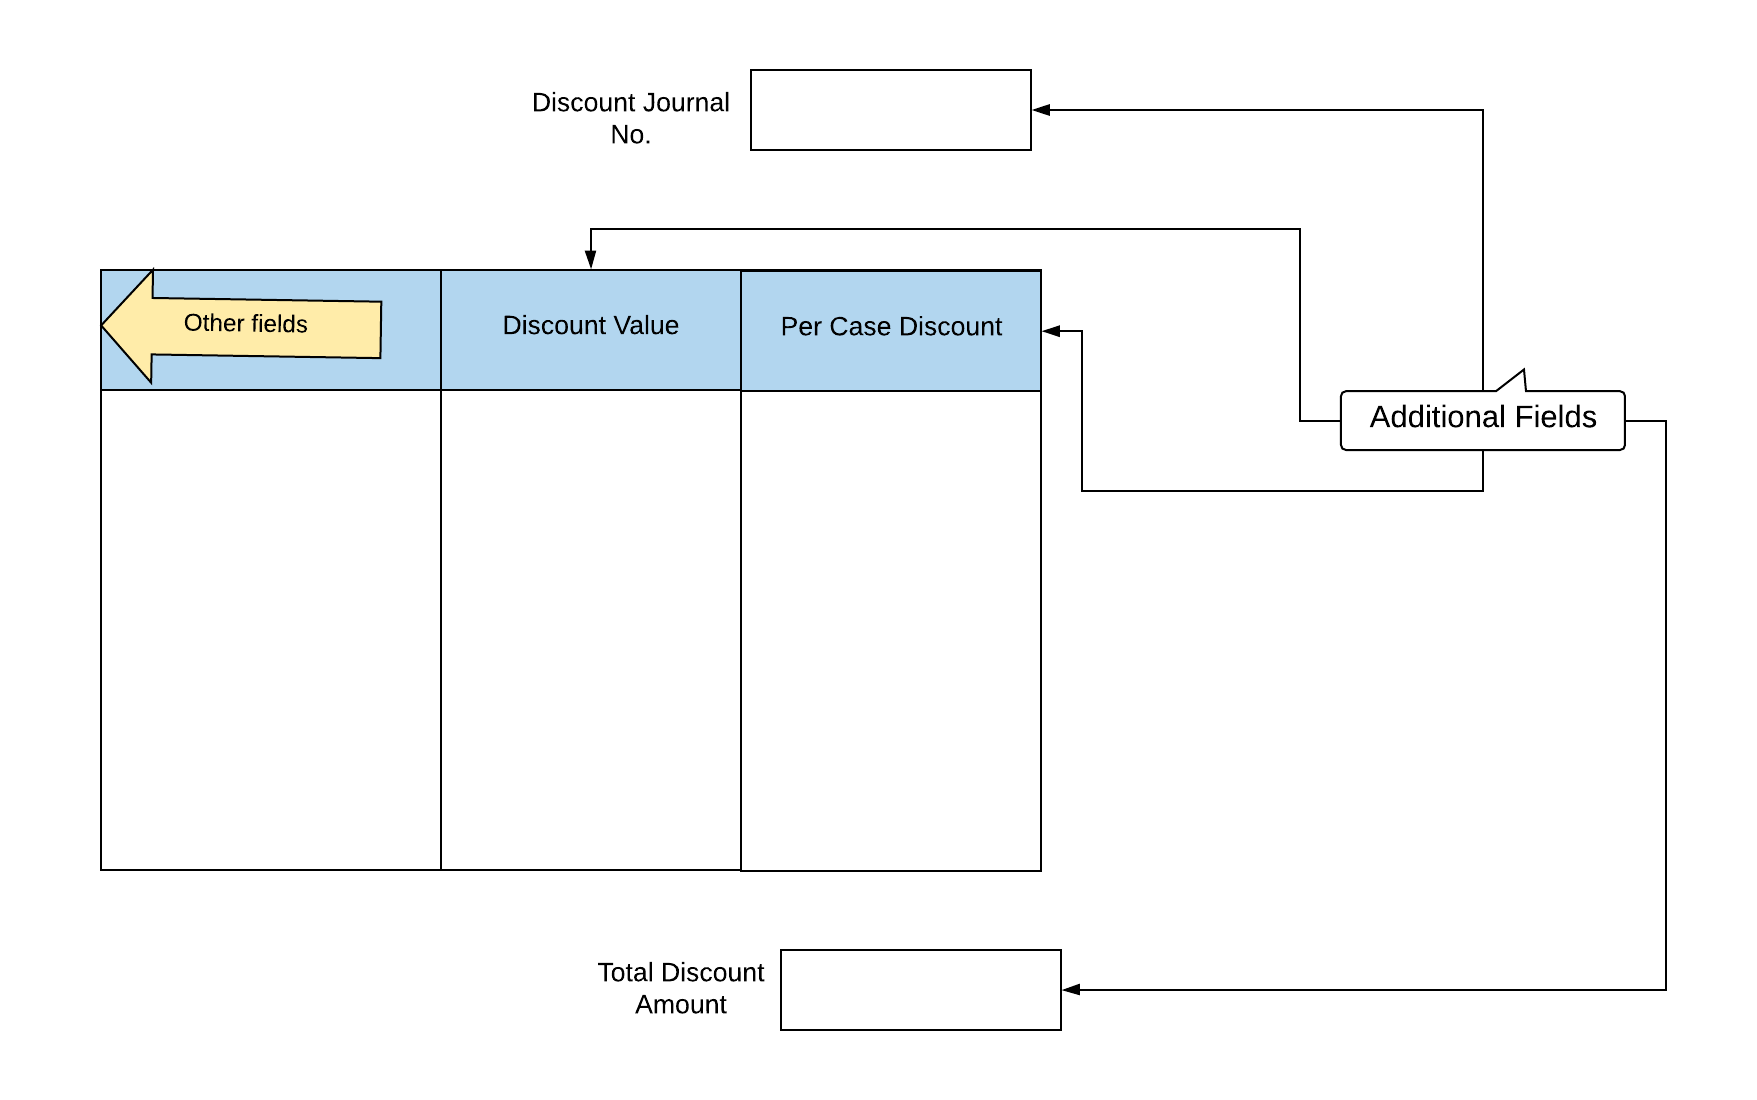 Discount Journal
No.
Other fields
Discount Value
Per Case Discount
Additional Fields
Total Discount
Amount